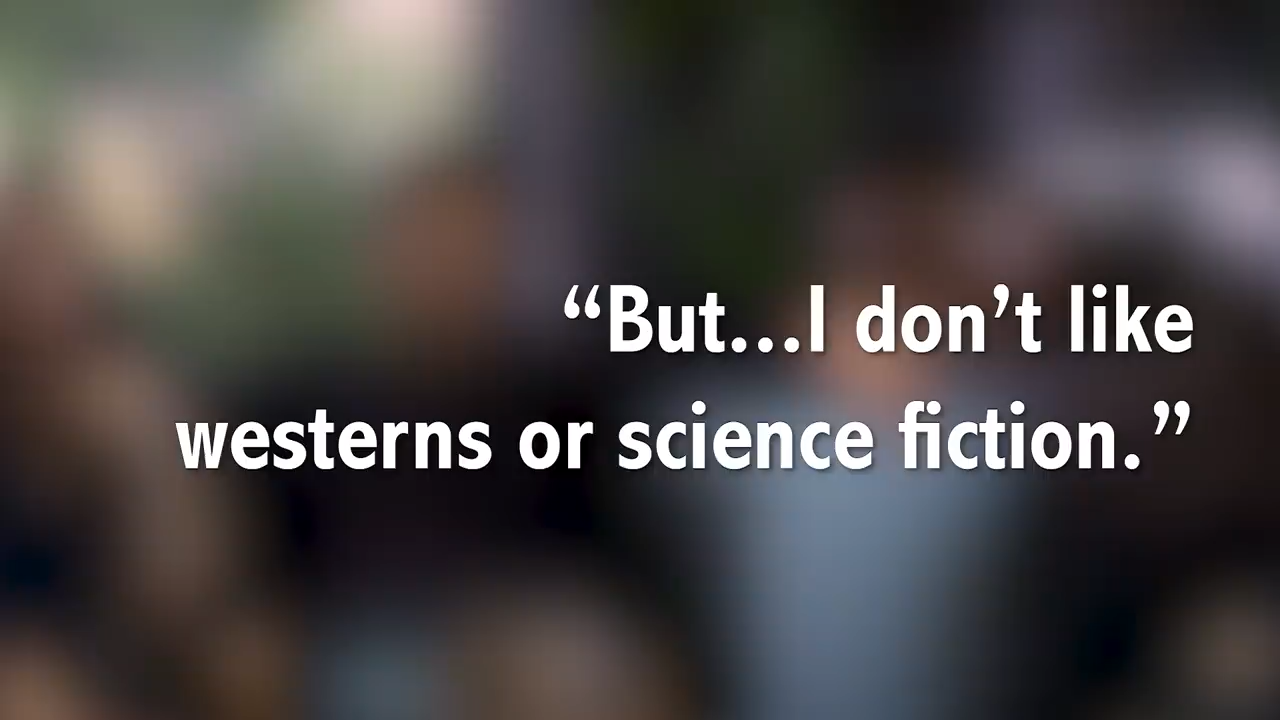 “But...I don’t like
westerns or science fiction.”